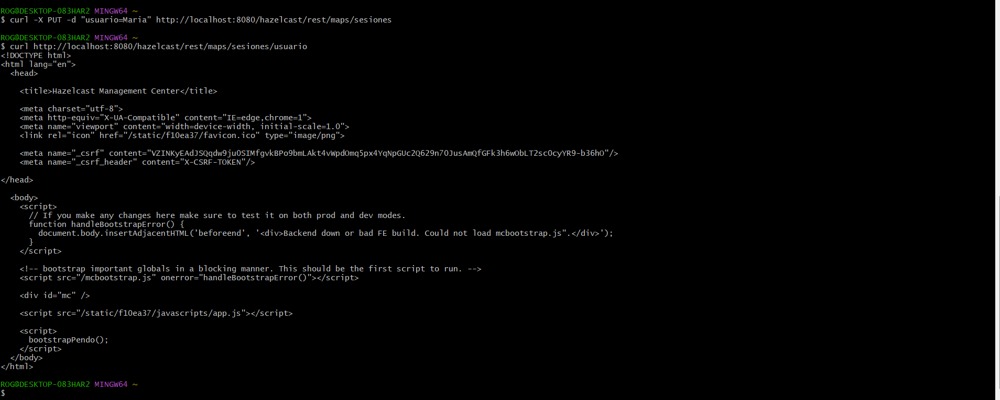 ROG@DESKTOP-O83HAR2 MINGW64 ~
$ curl -X PUT -d "usuario=Maria" http://localhost:8080/hazelcast/rest/maps/sesiones
ROG@DESKTOP-O83HAR2 MINGW64 ~
$ curl http://localhost:8080/hazelcast/rest/maps/sesiones/usuario
<!DOCTYPE html>
<html lang="en">
  <head>
    <title>Hazelcast Management Center</title>
    <meta charset="utf-8">
    <meta http-equiv="X-UA-Compatible" content="IE=edge,chrome=1">
    <meta name="viewport" content="width=device-width, initial-scale=1.0">
    <link rel="icon" href="/static/f10ea37/favicon.ico" type="image/png">
    <meta name="_csrf" content="VZINKyEAdJSQqdw9ju0SIMfgvkBPo9bmLAkt4vWpdOmq5px4YqNpGUc2Q629n70JusAmQfGFk3h6wObLT2sc0cyYR9-b36hO"/>
    <meta name="_csrf_header" content="X-CSRF-TOKEN"/>
</head>
  <body>
    <script>
      // If you make any changes here make sure to test it on both prod and dev modes.
      function handleBootstrapError() {
        document.body.insertAdjacentHTML('beforeend', '<div>Backend down or bad FE build. Could not load mcbootstrap.js".</div>');
      }
    </script>
    <!-- bootstrap important globals in a blocking manner. This should be the first script to run. -->
    <script src="/mcbootstrap.js" onerror="handleBootstrapError()"></script>
    <div id="mc" />
    <script src="/static/f10ea37/javascripts/app.js"></script>
    <script>
      bootstrapPendo();
    </script>
  </body>
</html>
ROG@DESKTOP-O83HAR2 MINGW64 ~
$